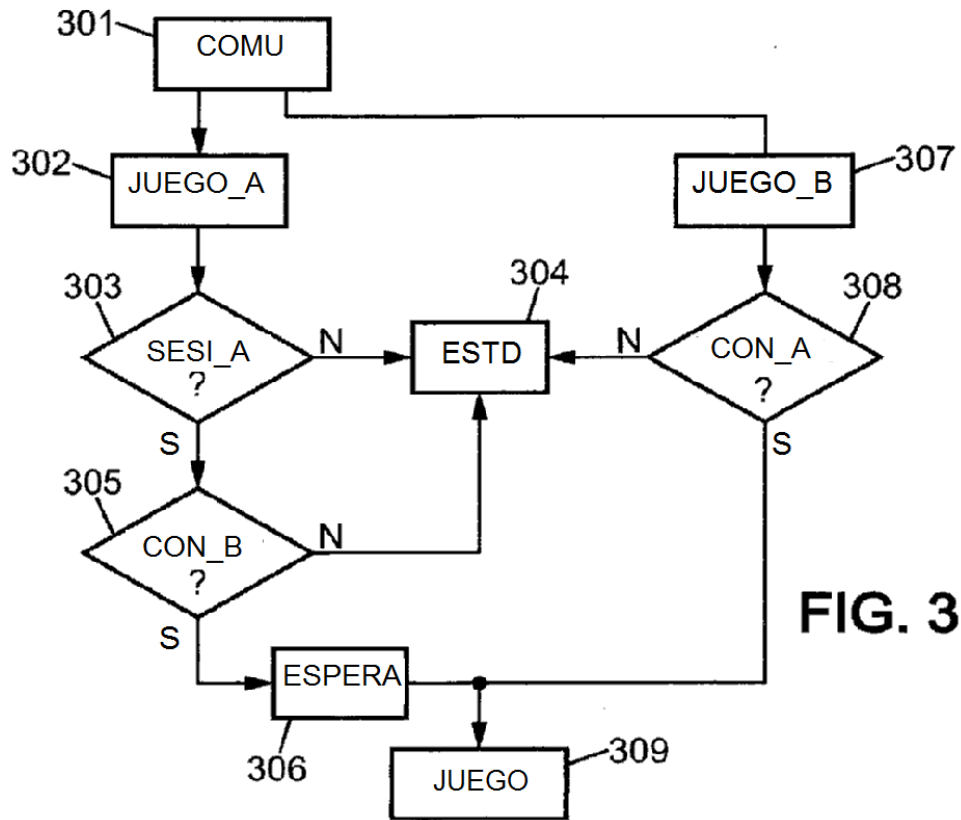 301
COMU
302
JUEGO_A
JUEGO_B
307
303
SESI_A
?
N
S
304
ESTD
308
CON_A
?
N
S
305
CON_B
?
N
S
FIG. 3
ESPERA
306
JUEGO
309